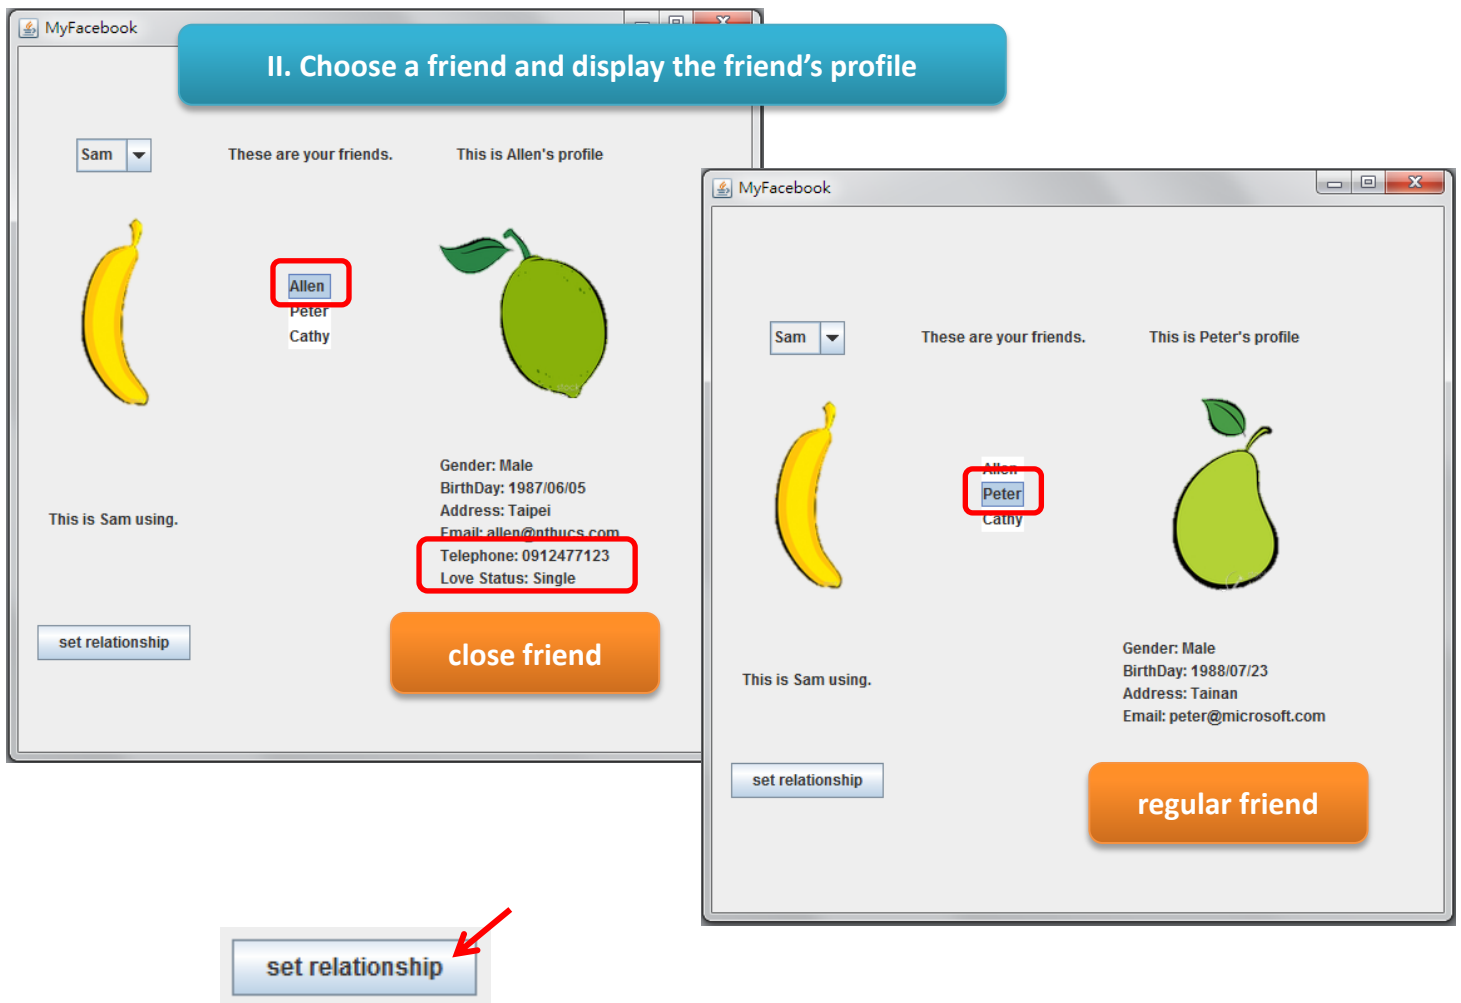 MyFacebook
II. Choose a friend and display the friend's profile
Sam
These are your friends.
This is Allen's profile
Allen
Peter
Cathy
Gender: Male
BirthDay: 1987/06/05
Address: Taipei
Email: allen@nthucs.com
Telephone: 0912477123
Love Status: Single
This is Sam using.
set relationship
close friend
MyFacebook
Sam
These are your friends.
This is Peter's profile
Allen
Peter
Cathy
Gender: Male
BirthDay: 1988/07/23
Address: Tainan
Email: peter@microsoft.com
This is Sam using.
set relationship
regular friend
set relationship